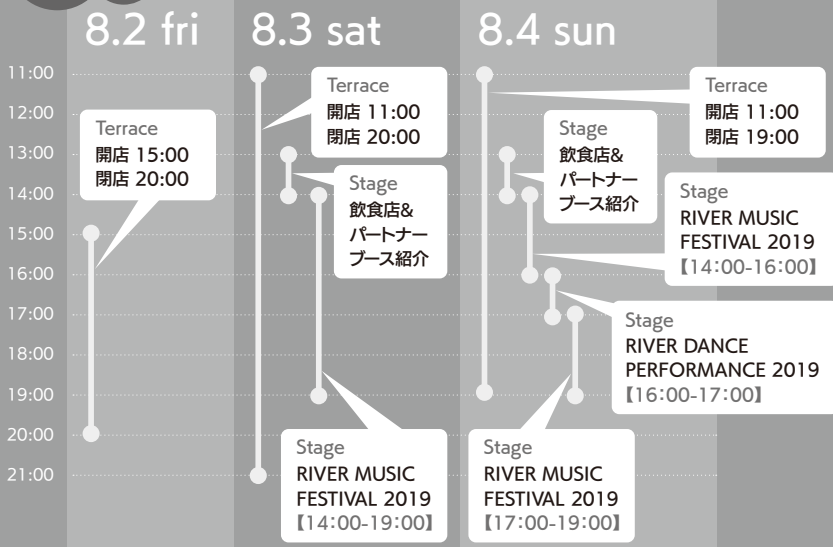 8.2 fri
8.3 sat
8.4 sun
11:00
12:00
13:00
14:00
15:00
16:00
17:00
18:00
19:00
20:00
21:00
Terrace
開店 15:00
閉店 20:00
Terrace
開店 11:00
閉店 20:00
Stage
飲食店&
パートナー
ブース紹介
Stage
RIVER MUSIC
FESTIVAL 2019
【14:00-19:00】
Terrace
開店 11:00
閉店 19:00
Stage
飲食店&
パートナー
ブース紹介
Stage
RIVER MUSIC
FESTIVAL 2019
【14:00-16:00】
Stage
RIVER DANCE
PERFORMANCE 2019
【16:00-17:00】
Stage
RIVER MUSIC
FESTIVAL 2019
【17:00-19:00】